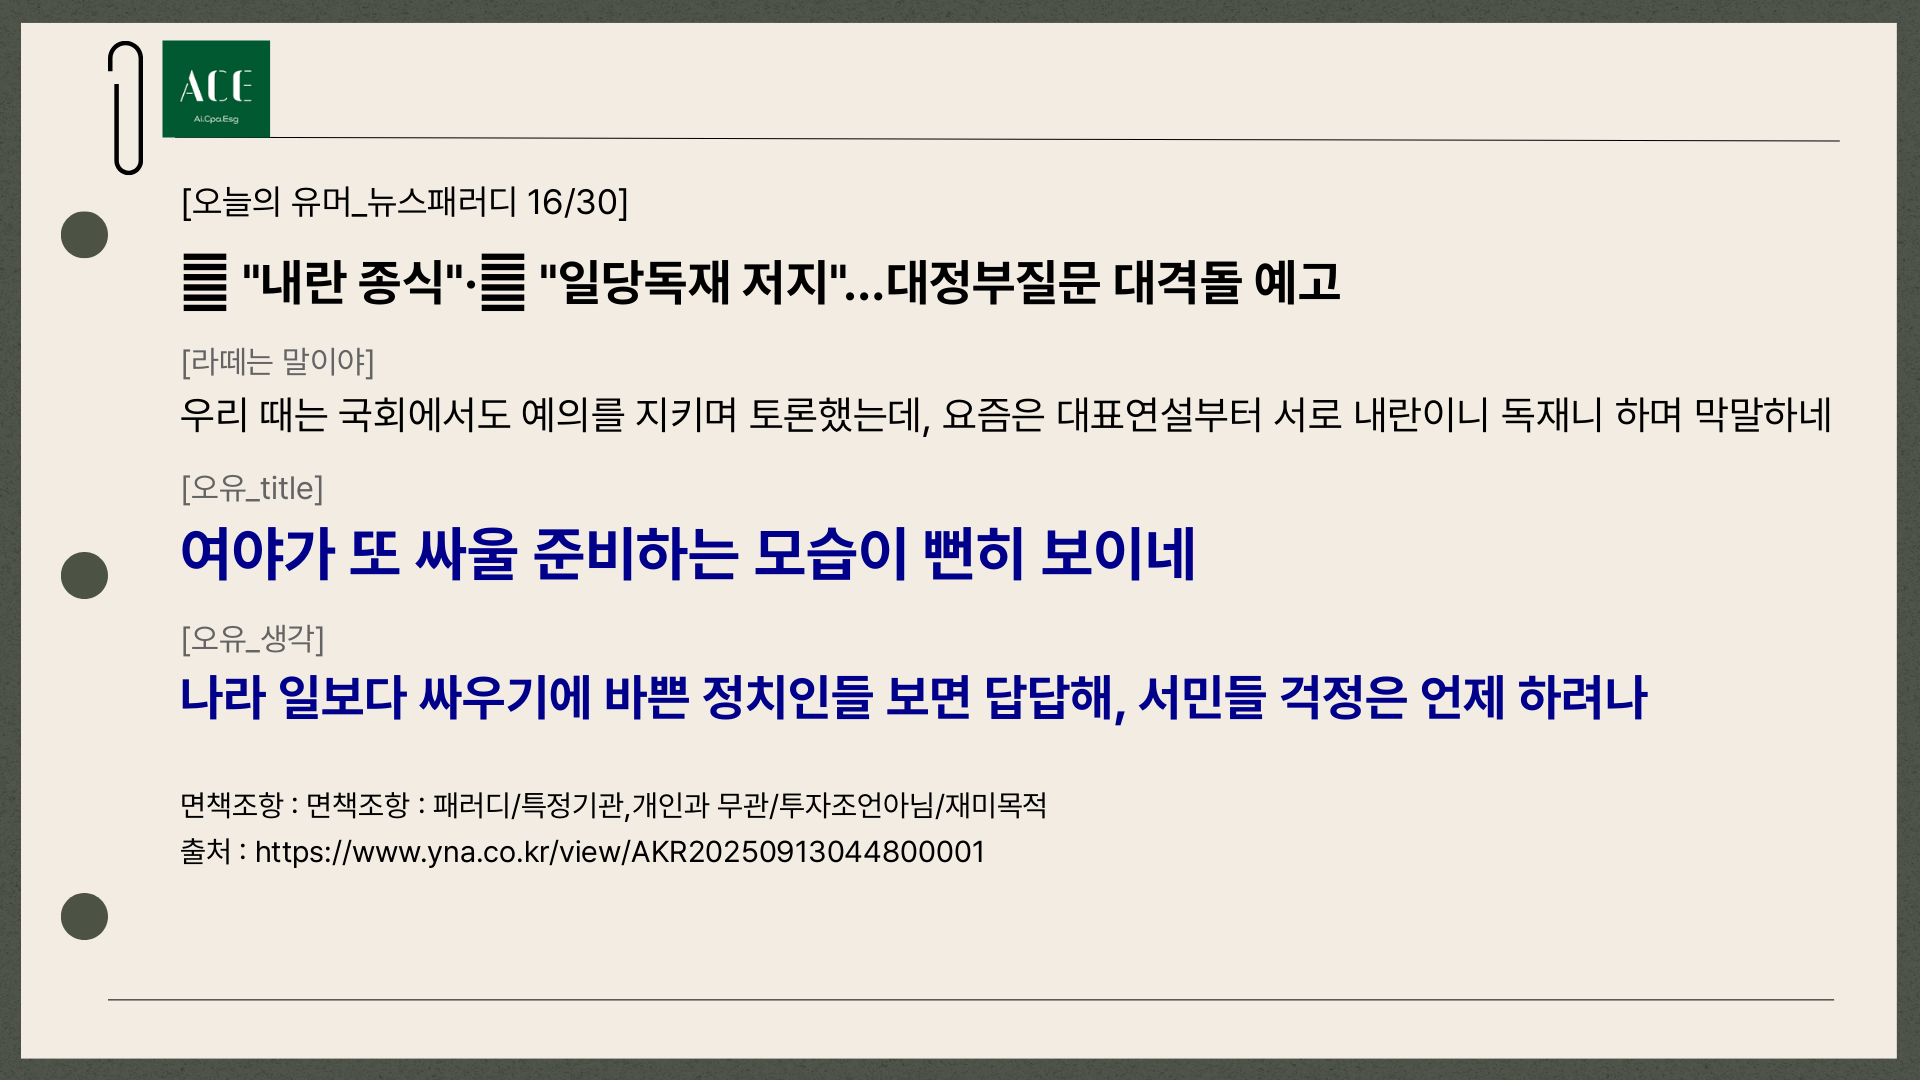 ACE
Ai.Cpa.Esg
[오늘의 유머_뉴스패러디 16/30]
"내란 종식"· "일당독재 저지"...대정부질문 대격돌 예고
[라떼는 말이야]
우리 때는 국회에서도 예의를 지키며 토론했는데, 요즘은 대표연설부터 서로 내란이니 독재니 하며 막말하네
[오유_title]
여야가 또 싸울 준비하는 모습이 뻔히 보이네
[오유_생각]
나라 일보다 싸우기에 바쁜 정치인들 보면 답답해, 서민들 걱정은 언제 하려나
면책조항 : 면책조항 : 패러디/특정기관,개인과 무관/투자조언아님/재미목적
출처 : https://www.yna.co.kr/view/AKR20250913044800001